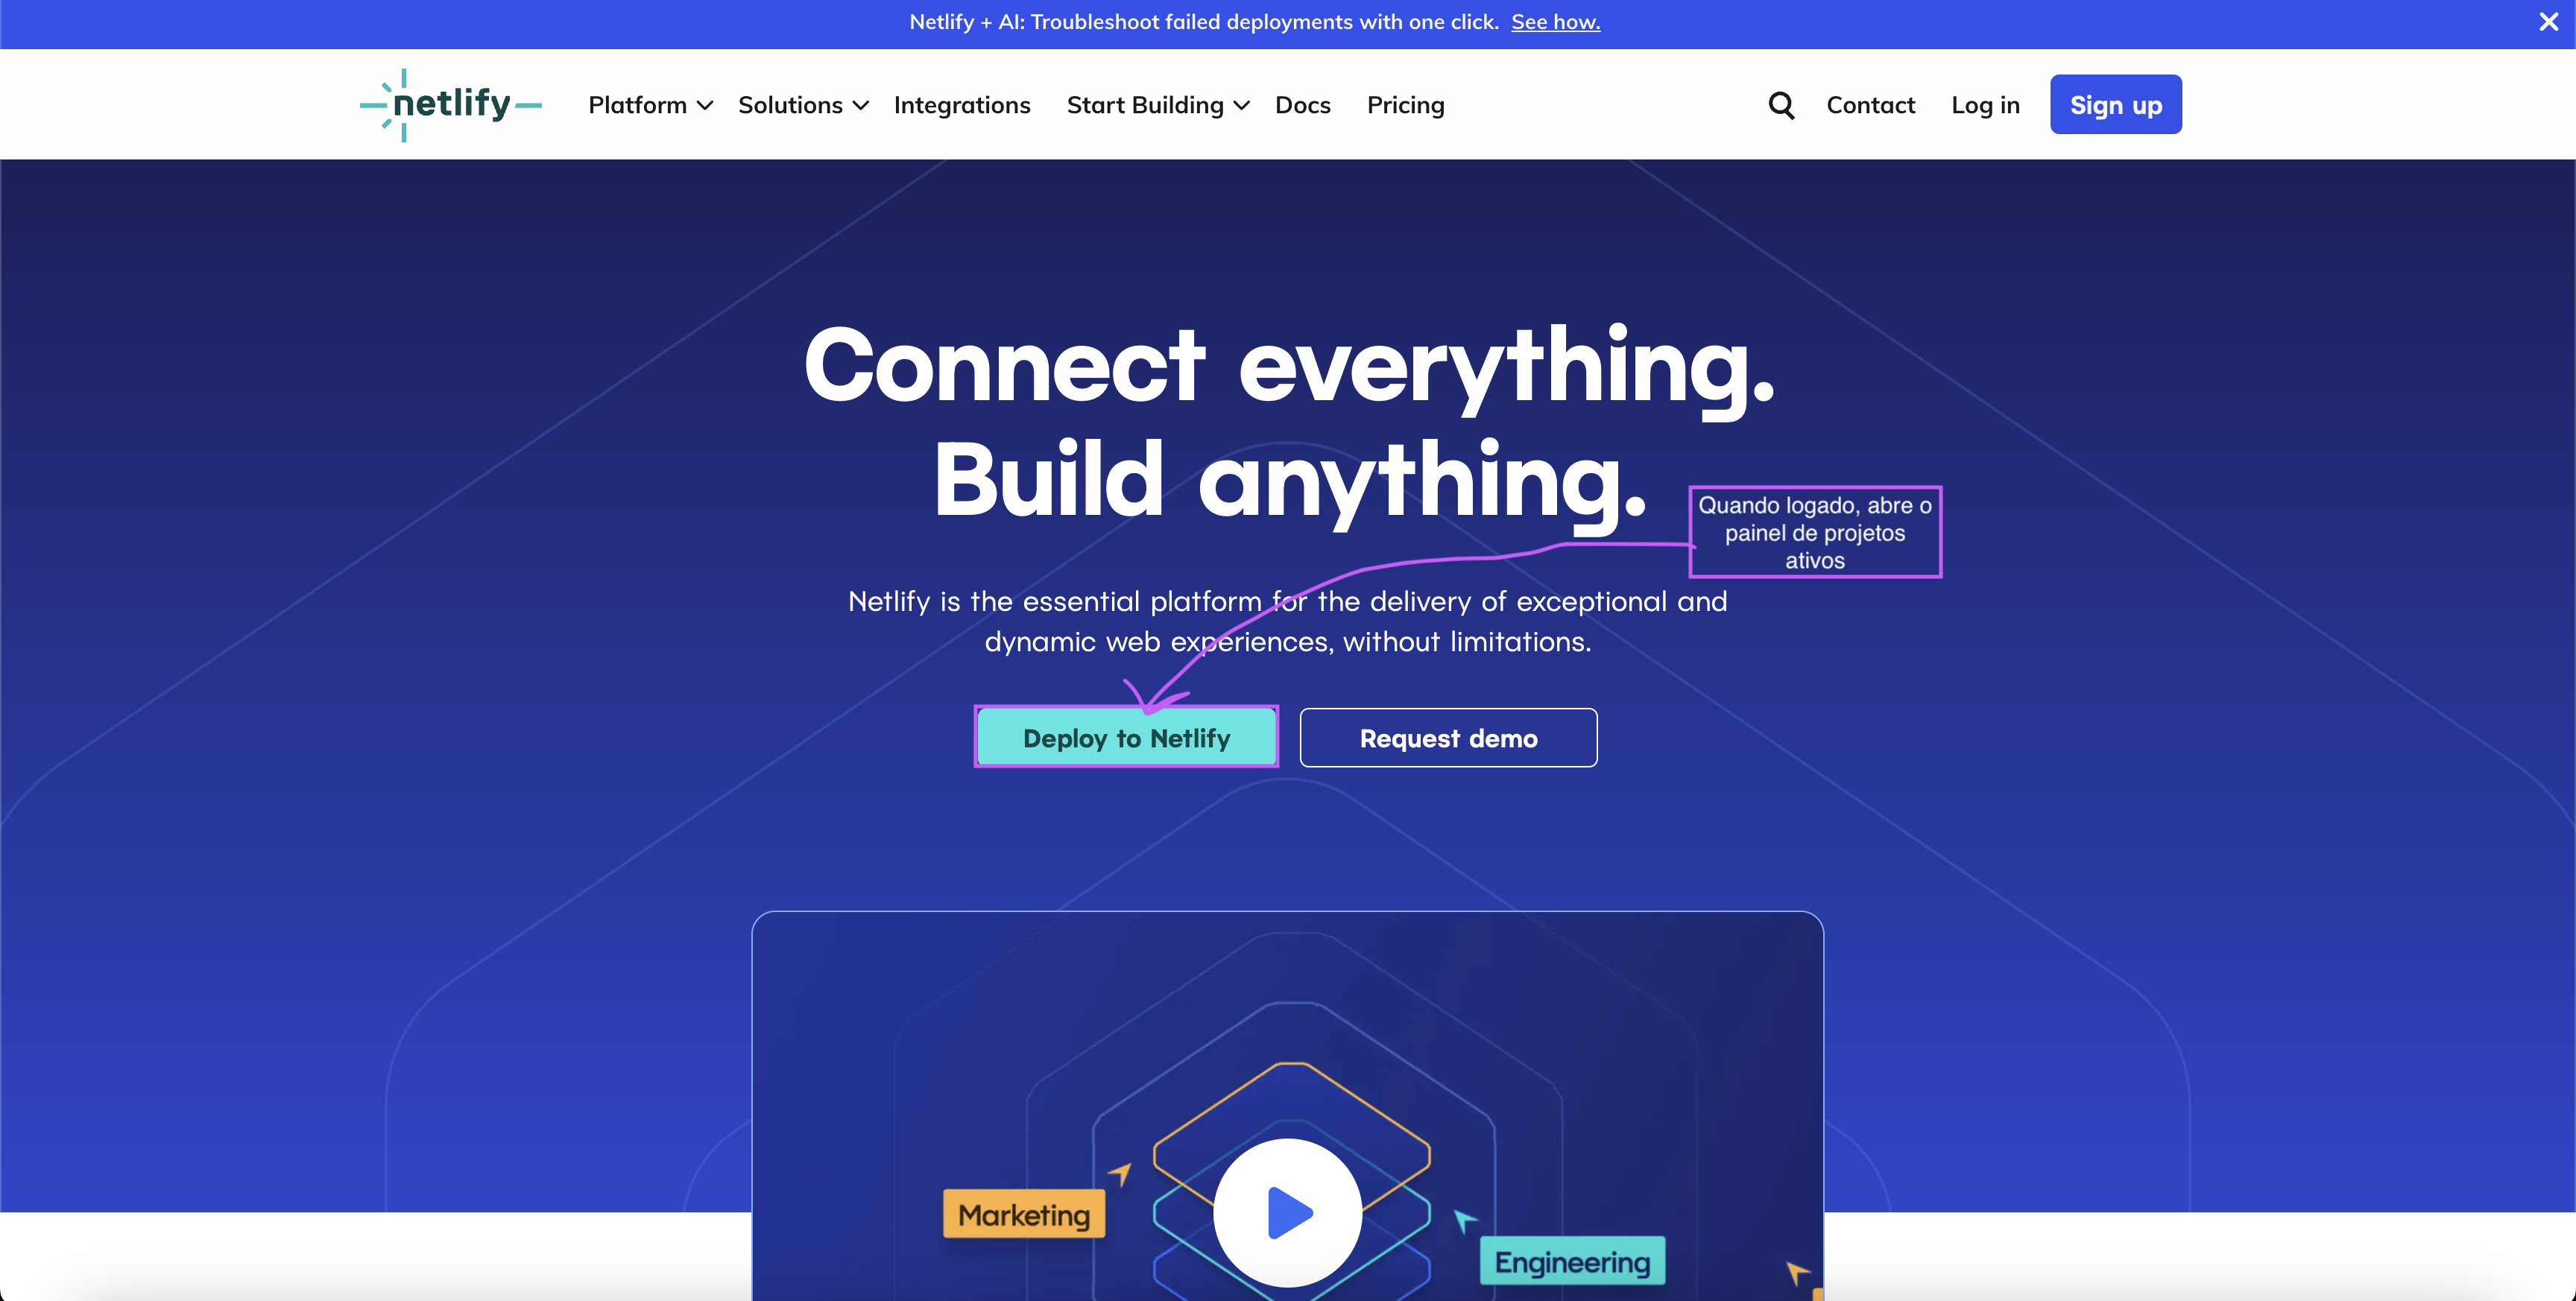 Netlify + AI: Troubleshoot failed deployments with one click. See how.
netlify
Platform Solutions Integrations Start Building Docs Pricing
Contact Log in Sign up
Connect everything.
Build anything.
Quando logado, abre o
painel de projetos
ativos
Netlify is the essential platform for the delivery of exceptional and
dynamic web experiences, without limitations.
Deploy to Netlify
Request demo
Marketing
Engineering